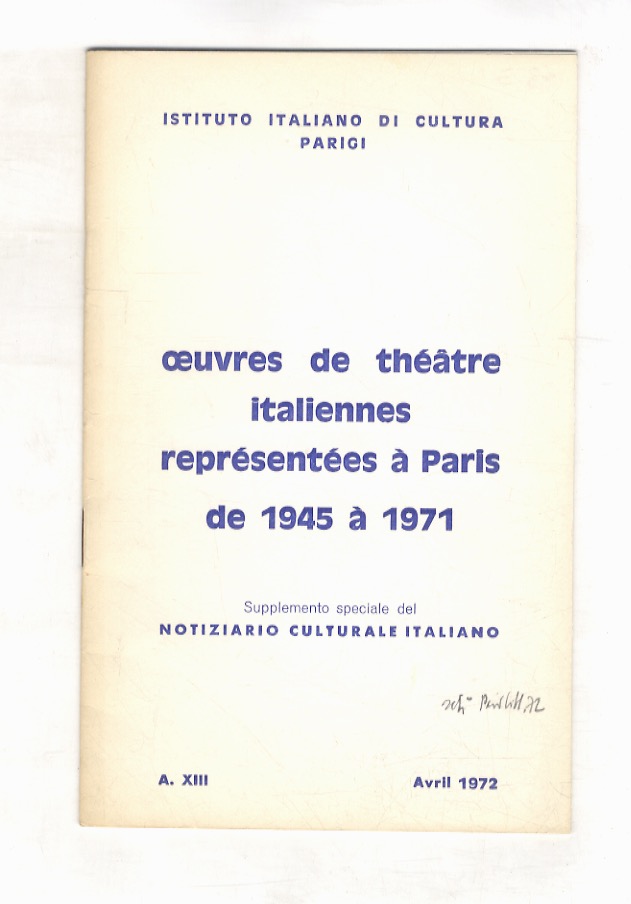 ISTITUTO ITALIANO DI CULTURA
PARIGI
œuvres de théâtre
italiennes
représentées à Paris
de 1945 à 1971
Supplemento speciale del
NOTIZIARIO CULTURALE ITALIANO
A. XIII
Avril 1972